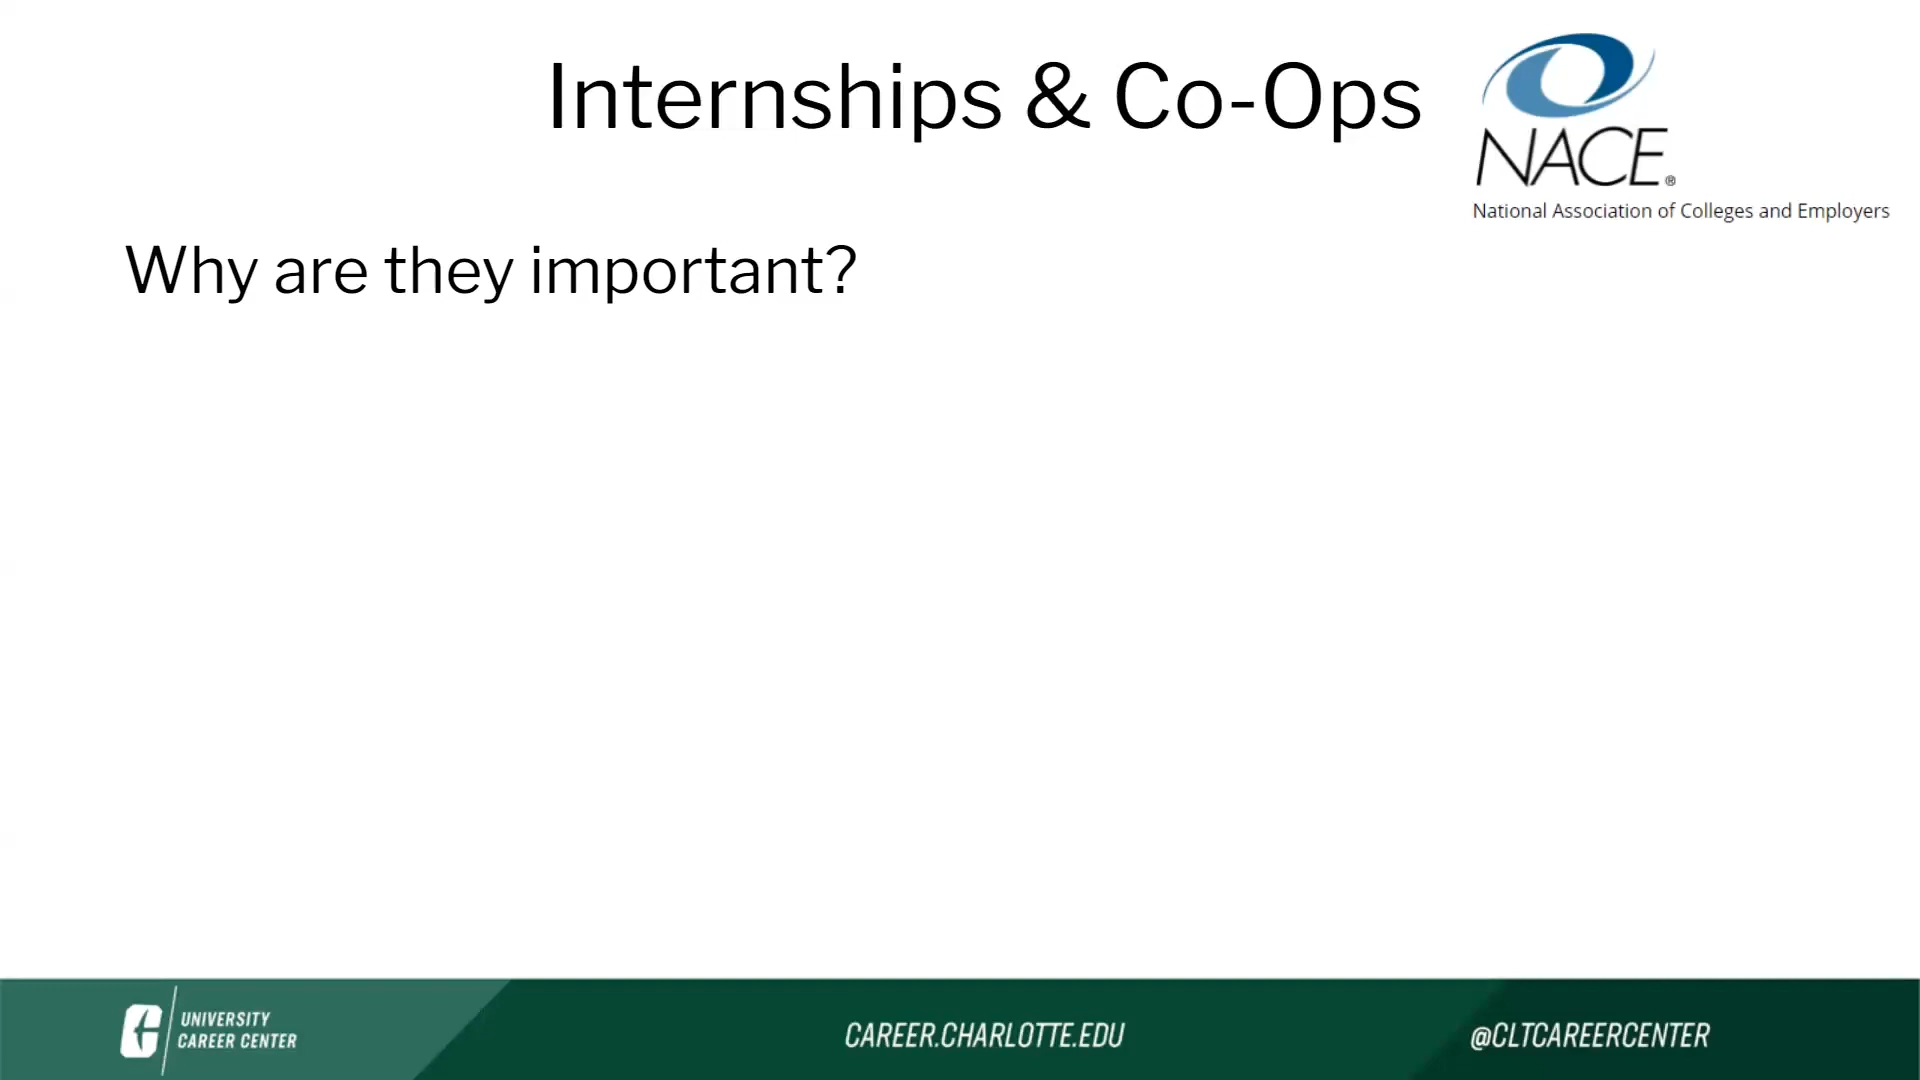 Internships & Co-Ops
NACE®
National Association of Colleges and Employers
Why are they important?
UNIVERSITY
CAREER CENTER
CAREER.CHARLOTTE.EDU
@CLTCAREERCENTER